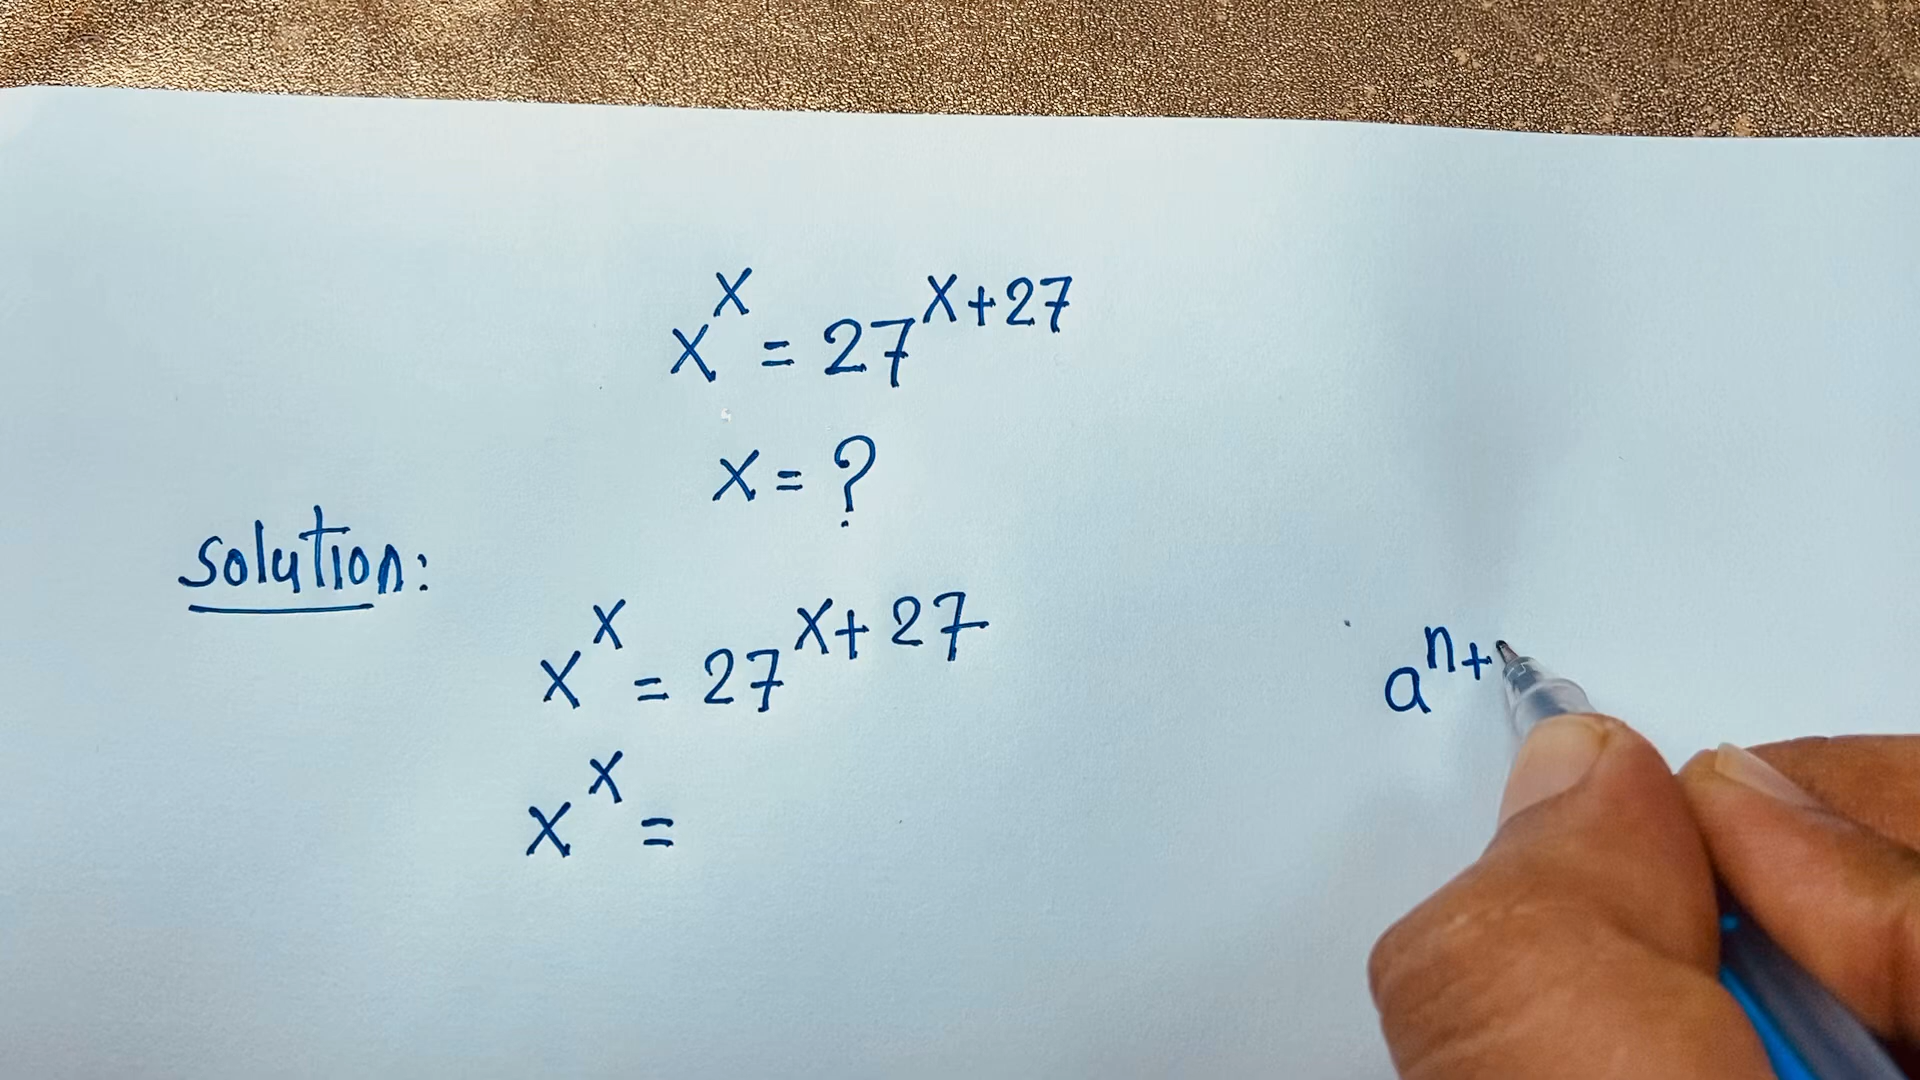 x^x = 27^{x+27}
x = ?
Solution:
x^x = 27^{x+27}
a^{n+
x^x =